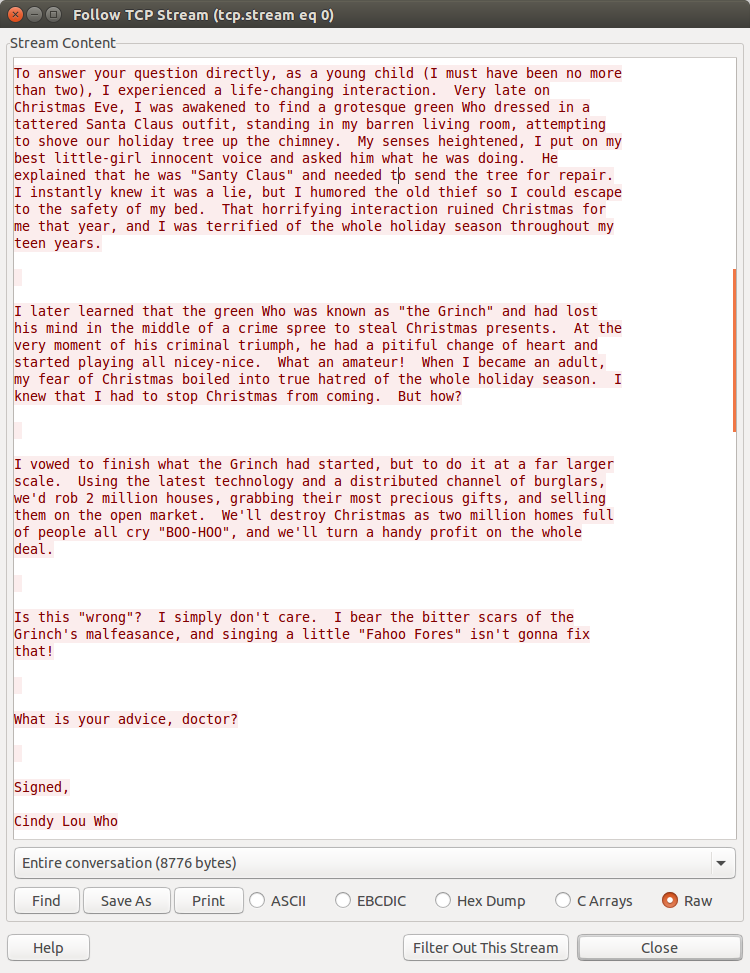 Follow TCP Stream (tcp.stream eq 0)
Stream Content
To answer your question directly, as a young child (I must have been no more
than two), I experienced a life-changing interaction.  Very late on
Christmas Eve, I was awakened to find a grotesque green Who dressed in a
tattered Santa Claus outfit, standing in my barren living room, attempting
to shove our holiday tree up the chimney.  My senses heightened, I put on my
best little-girl innocent voice and asked him what he was doing.  He
explained that he was "Santy Claus" and needed to send the tree for repair.
I instantly knew it was a lie, but I humored the old thief so I could escape
to the safety of my bed.  That horrifying interaction ruined Christmas for
me that year, and I was terrified of the whole holiday season throughout my
teen years.
I later learned that the green Who was known as "the Grinch" and had lost
his mind in the middle of a crime spree to steal Christmas presents.  At the
very moment of his criminal triumph, he had a pitiful change of heart and
started playing all nicey-nice.  What an amateur!  When I became an adult,
my fear of Christmas boiled into true hatred of the whole holiday season.  I
knew that I had to stop Christmas from coming.  But how?
I vowed to finish what the Grinch had started, but to do it at a far larger
scale.  Using the latest technology and a distributed channel of burglars,
we'd rob 2 million houses, grabbing their most precious gifts, and selling
them on the open market.  We'll destroy Christmas as two million homes full
of people all cry "BOO-HOO", and we'll turn a handy profit on the whole
deal.
Is this "wrong"?  I simply don't care.  I bear the bitter scars of the
Grinch's malfeasance, and singing a little "Fahoo Fores" isn't gonna fix
that!
What is your advice, doctor?
Signed,
Cindy Lou Who
Entire conversation (8776 bytes)
Find Save As Print ASCII EBCDIC Hex Dump C Arrays Raw
Help Filter Out This Stream Close